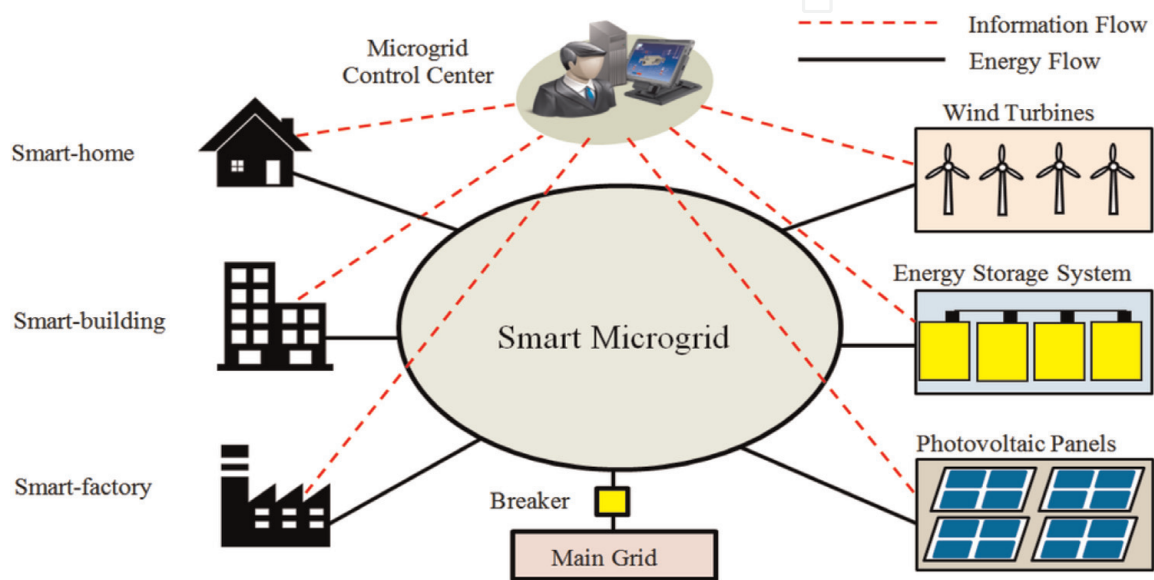 Information Flow
Microgrid
Control Center
Energy Flow
Wind Turbines
Smart-home
Energy Storage System
Smart-building
Smart Microgrid
Photovoltaic Panels
Smart-factory
Breaker
Main Grid